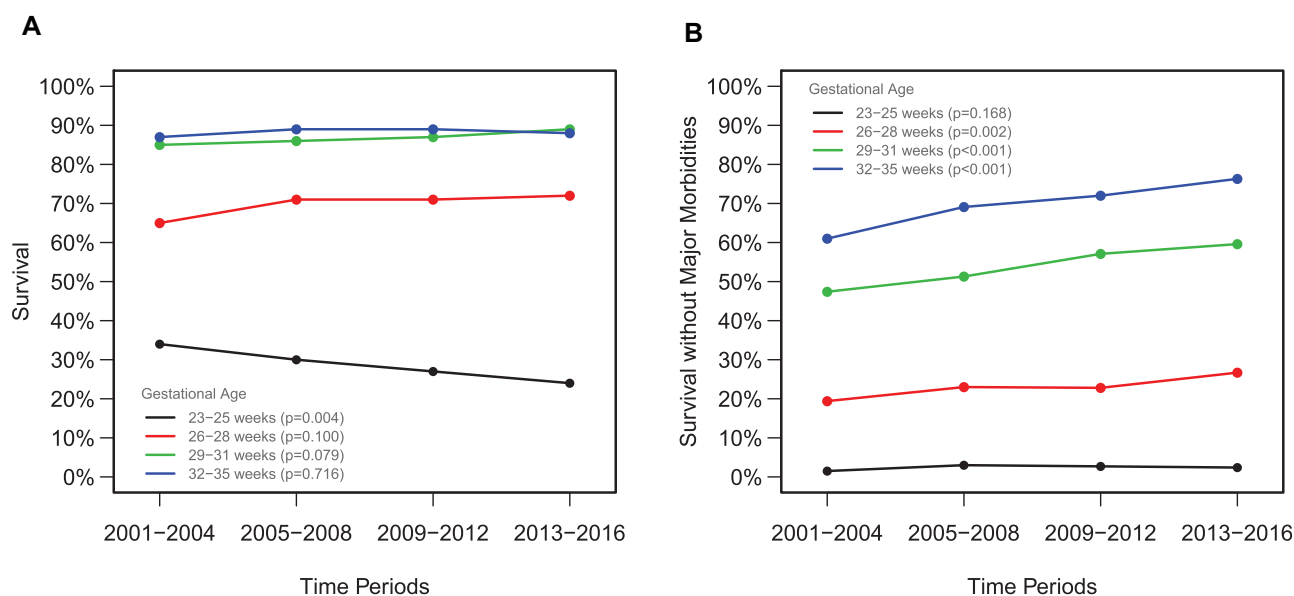 A
Survival
100%
90%
80%
70%
60%
50%
40%
30%
20%
10%
0%
Gestational Age
23−25 weeks (p=0.004)
26−28 weeks (p=0.100)
29−31 weeks (p=0.079)
32−35 weeks (p=0.716)
2001−2004 2005−2008 2009−2012 2013−2016
Time Periods
B
Survival without Major Morbidities
100%
90%
80%
70%
60%
50%
40%
30%
20%
10%
0%
Gestational Age
23−25 weeks (p=0.168)
26−28 weeks (p=0.002)
29−31 weeks (p<0.001)
32−35 weeks (p<0.001)
2001−2004 2005−2008 2009−2012 2013−2016
Time Periods